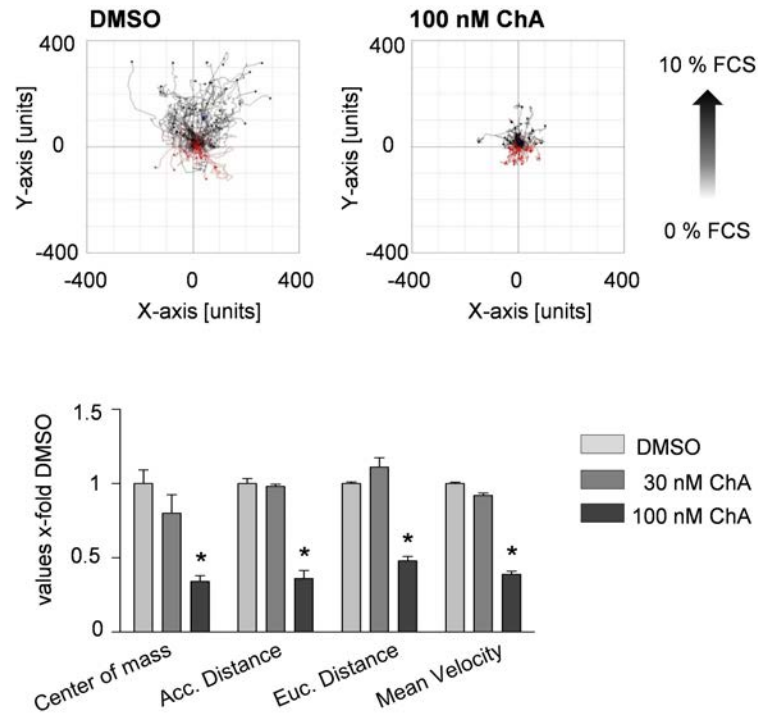 DMSO
100 nM ChA
400
0
-400
Y-axis [units]
-400 0 400
X-axis [units]
400
0
-400
Y-axis [units]
-400 0 400
X-axis [units]
10 % FCS
0 % FCS
values x-fold DMSO
1.5
1
0.5
0
* * * *
Center of mass
Acc. Distance
Euc. Distance
Mean Velocity
DMSO
30 nM ChA
100 nM ChA